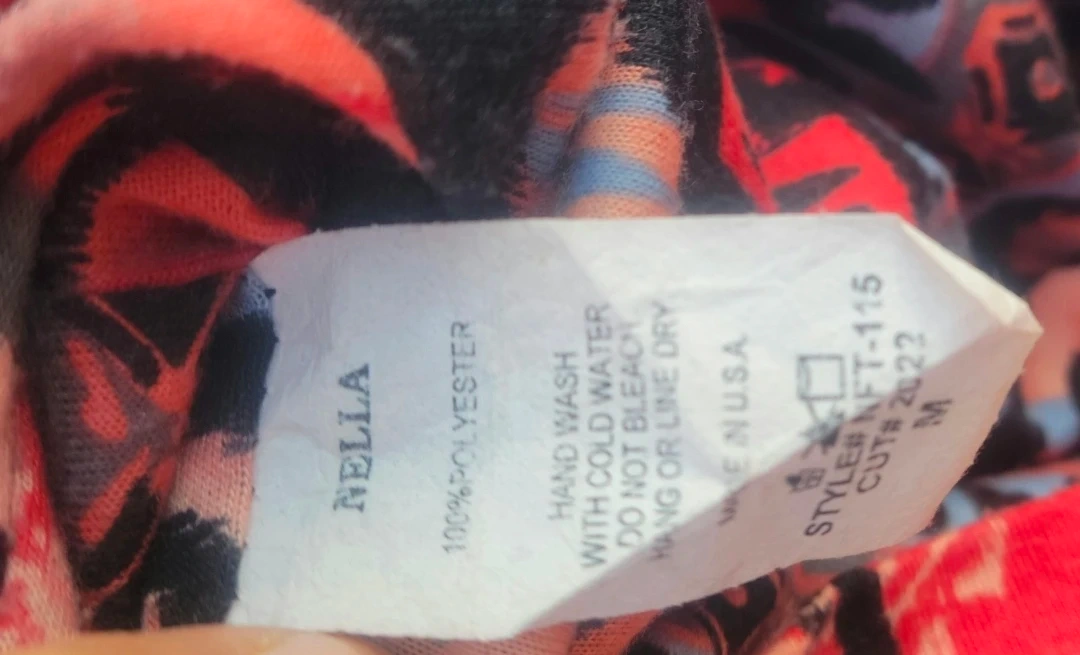 NELLA
100%POLYESTER
HAND WASH
WITH COLD WATER
DO NOT BLEACH
HANG OR LINE DRY
MADE IN U.S.A.
STYLE# NFT-115
CUT# 2022
M